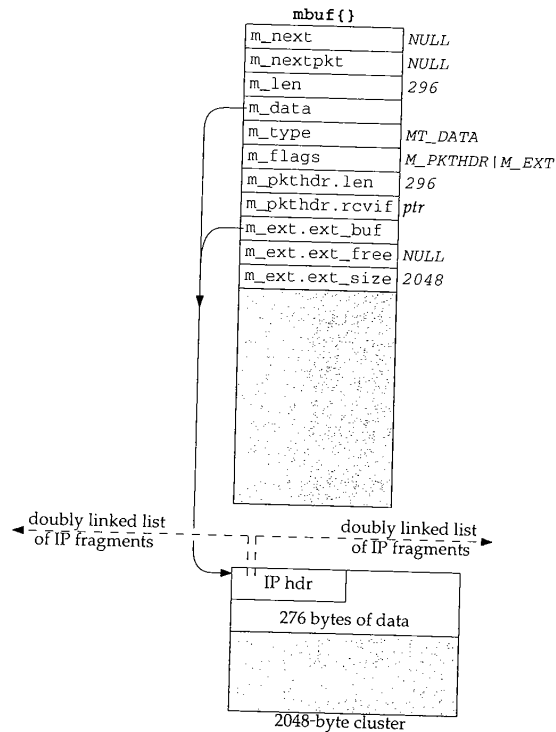 mbuf{}
m_next NULL
m_nextpkt NULL
m_len 296
m_data
m_type MT_DATA
m_flags M_PKTHDR|M_EXT
m_pkthdr.len 296
m_pkthdr.rcvif ptr
m_ext.ext_buf
m_ext.ext_free NULL
m_ext.ext_size 2048
doubly linked list
of IP fragments
doubly linked list
of IP fragments
IP hdr
276 bytes of data
2048-byte cluster